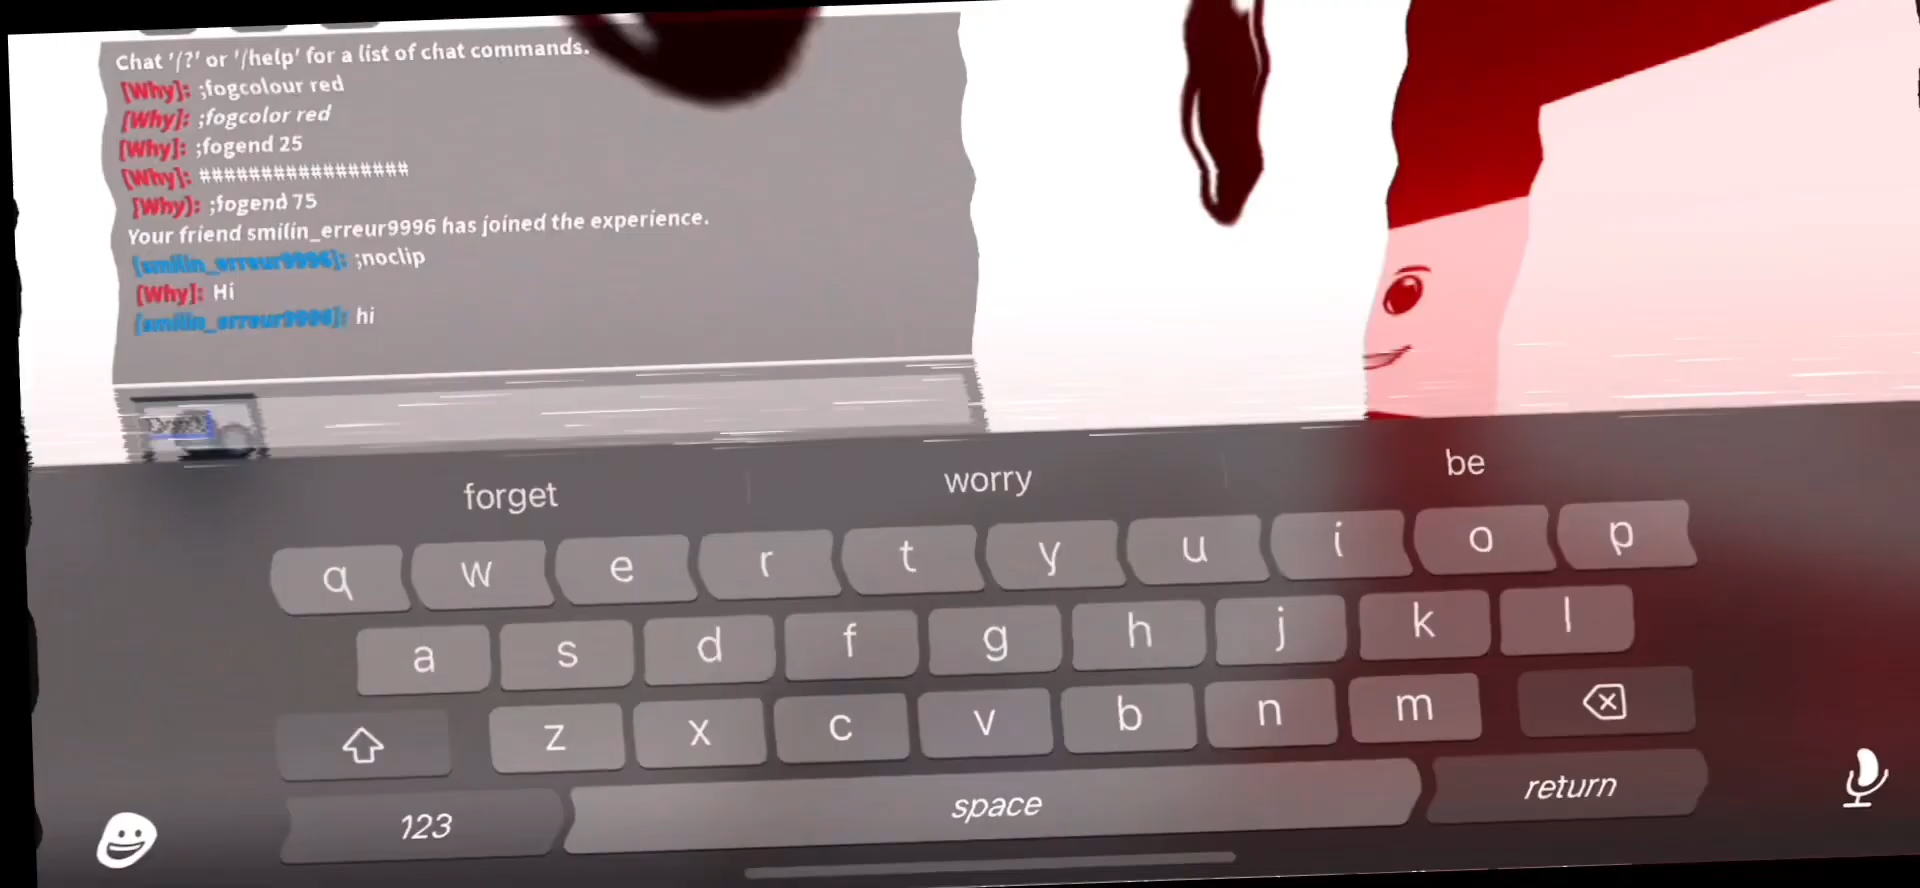 Chat '/?' or '/help' for a list of chat commands.
[Why]: ;fogcolour red
[Why]: ;fogcolor red
[Why]: ;fogend 25
[Why]: #################
[Why]: ;fogend 75
Your friend smilin_erreur9996 has joined the experience.
[smilin_erreur9996]: ;noclip
[Why]: Hi
[smilin_erreur9996]: hi
forget worry be
q w e r t y u i o p
a s d f g h j k l
z x c v b n m
123 space return